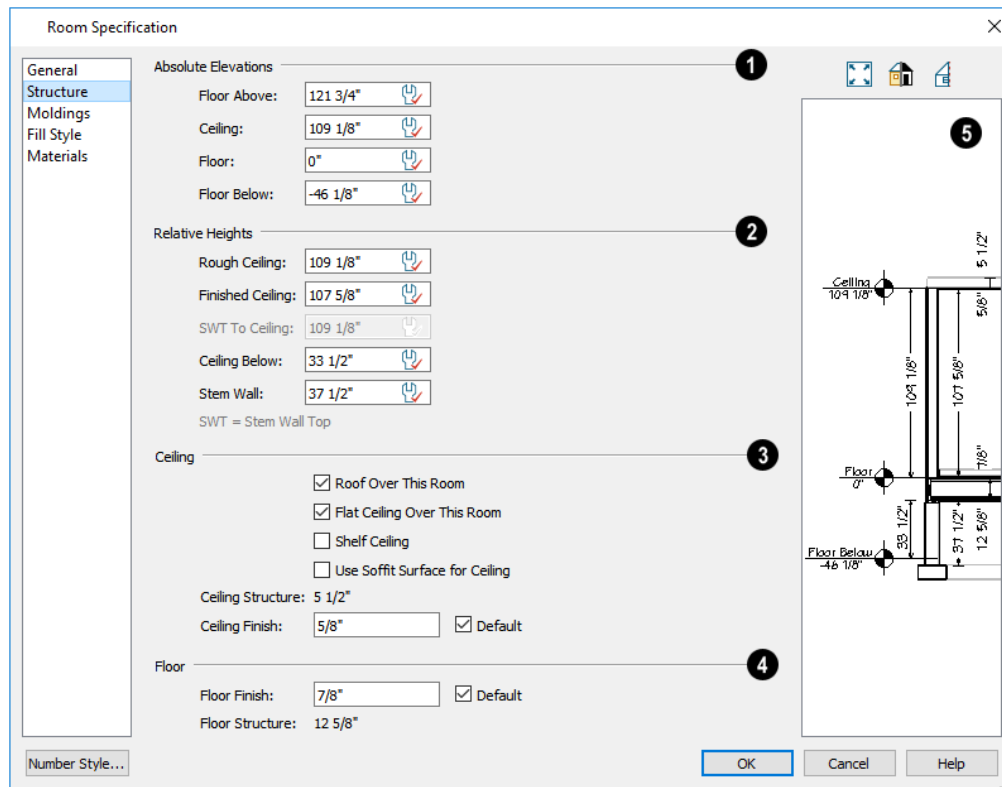 Room Specification
General
Structure
Moldings
Fill Style
Materials
Absolute Elevations
1
Floor Above: 121 3/4"
Ceiling: 109 1/8"
Floor: 0"
Floor Below: -46 1/8"
Relative Heights
2
Rough Ceiling: 109 1/8"
Finished Ceiling: 107 5/8"
SWT To Ceiling: 109 1/8"
Ceiling Below: 33 1/2"
Stem Wall: 37 1/2"
SWT = Stem Wall Top
Ceiling
3
Roof Over This Room
Flat Ceiling Over This Room
Shelf Ceiling
Use Soffit Surface for Ceiling
Ceiling Structure: 5 1/2"
Ceiling Finish: 5/8" Default
Floor
4
Floor Finish: 7/8" Default
Floor Structure: 12 5/8"
5
5 1/2"
Ceiling
109 1/8"
5/8"
109 1/8"
107 5/8"
7/8"
Floor
0"
33 1/2"
37 1/2"
12 5/8"
Floor Below
-46 1/8"
Number Style...
OK
Cancel
Help